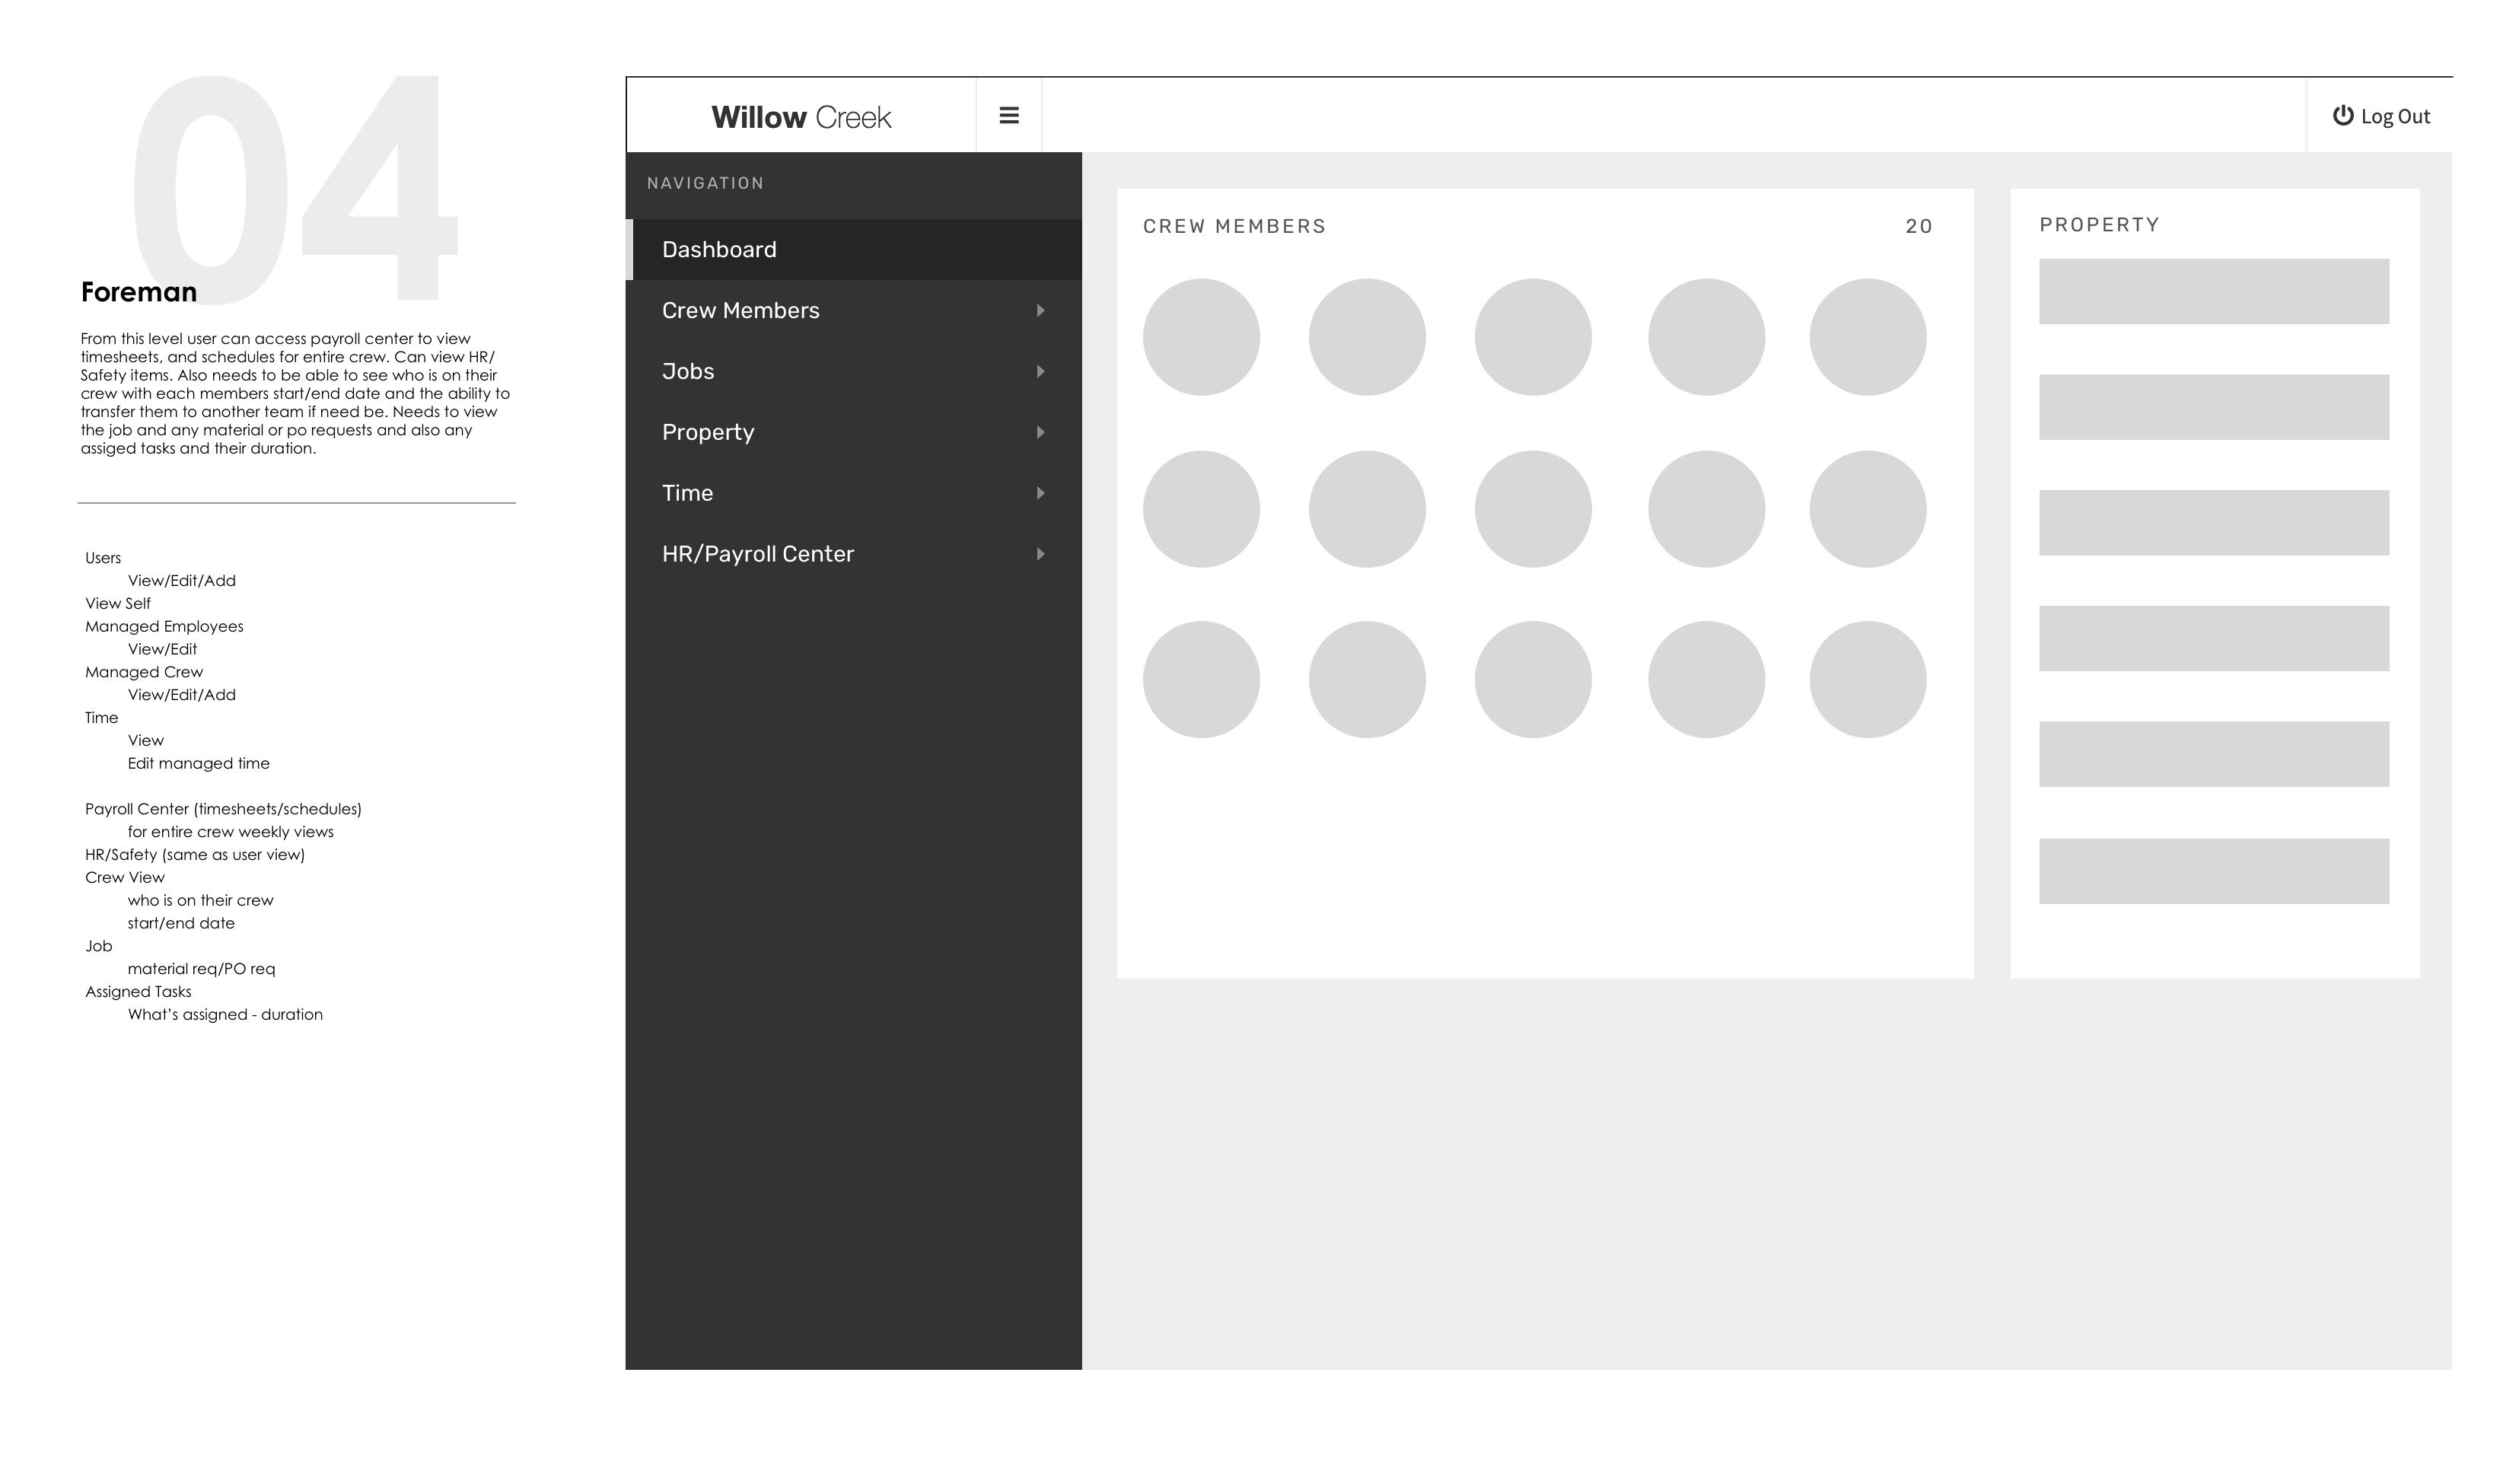 04
Foreman
From this level user can access payroll center to view
timesheets, and schedules for entire crew. Can view HR/
Safety items. Also needs to be able to see who is on their
crew with each members start/end date and the ability to
transfer them to another team if need be. Needs to view
the job and any material or po requests and also any
assiged tasks and their duration.
Users
View/Edit/Add
View Self
Managed Employees
View/Edit
Managed Crew
View/Edit/Add
Time
View
Edit managed time
Payroll Center (timesheets/schedules)
for entire crew weekly views
HR/Safety (same as user view)
Crew View
who is on their crew
start/end date
Job
material req/PO req
Assigned Tasks
What’s assigned - duration
Willow Creek
Log Out
NAVIGATION
Dashboard
Crew Members
Jobs
Property
Time
HR/Payroll Center
CREW MEMBERS 20
PROPERTY